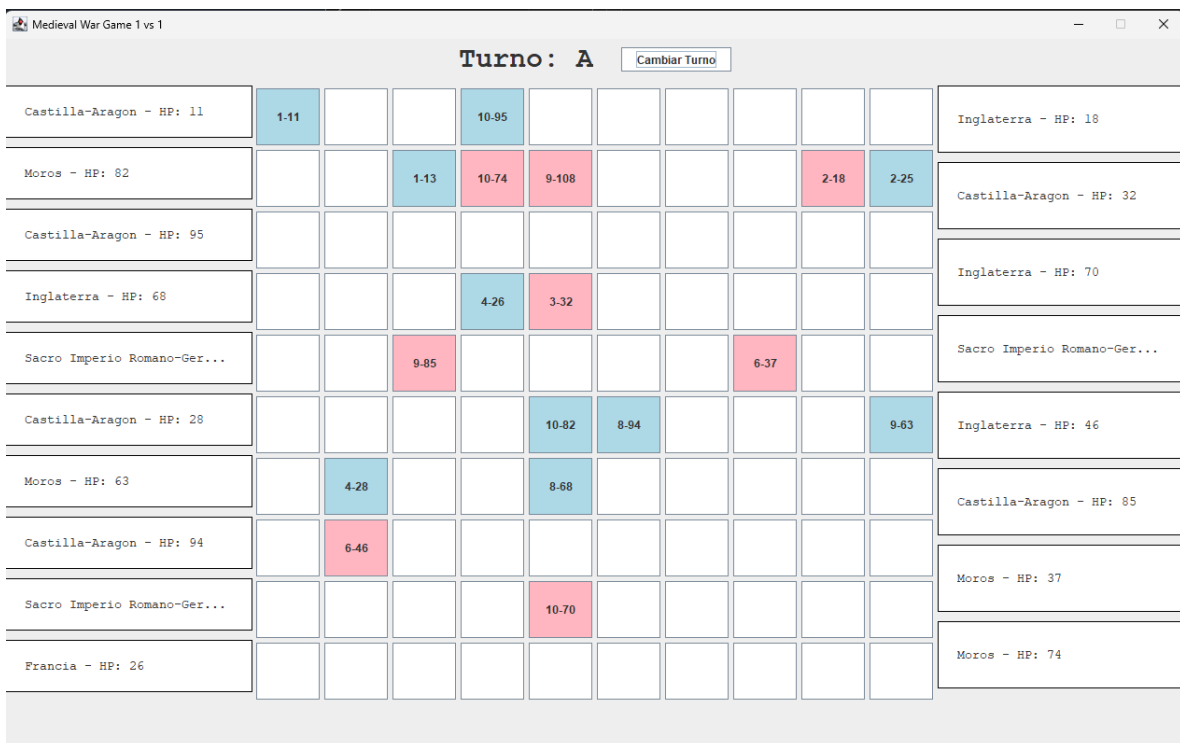 Medieval War Game 1 vs 1
Turno: A
Cambiar Turno
Castilla-Aragon - HP: 11
Moros - HP: 82
Castilla-Aragon - HP: 95
Inglaterra - HP: 68
Sacro Imperio Romano-Ger...
Castilla-Aragon - HP: 28
Moros - HP: 63
Castilla-Aragon - HP: 94
Sacro Imperio Romano-Ger...
Francia - HP: 26
1-11 10-95
1-13 10-74 9-108 2-18 2-25
4-26 3-32
9-85 6-37
10-82 8-94 9-63
4-28 8-68
6-46
10-70
Inglaterra - HP: 18
Castilla-Aragon - HP: 32
Inglaterra - HP: 70
Sacro Imperio Romano-Ger...
Inglaterra - HP: 46
Castilla-Aragon - HP: 85
Moros - HP: 37
Moros - HP: 74